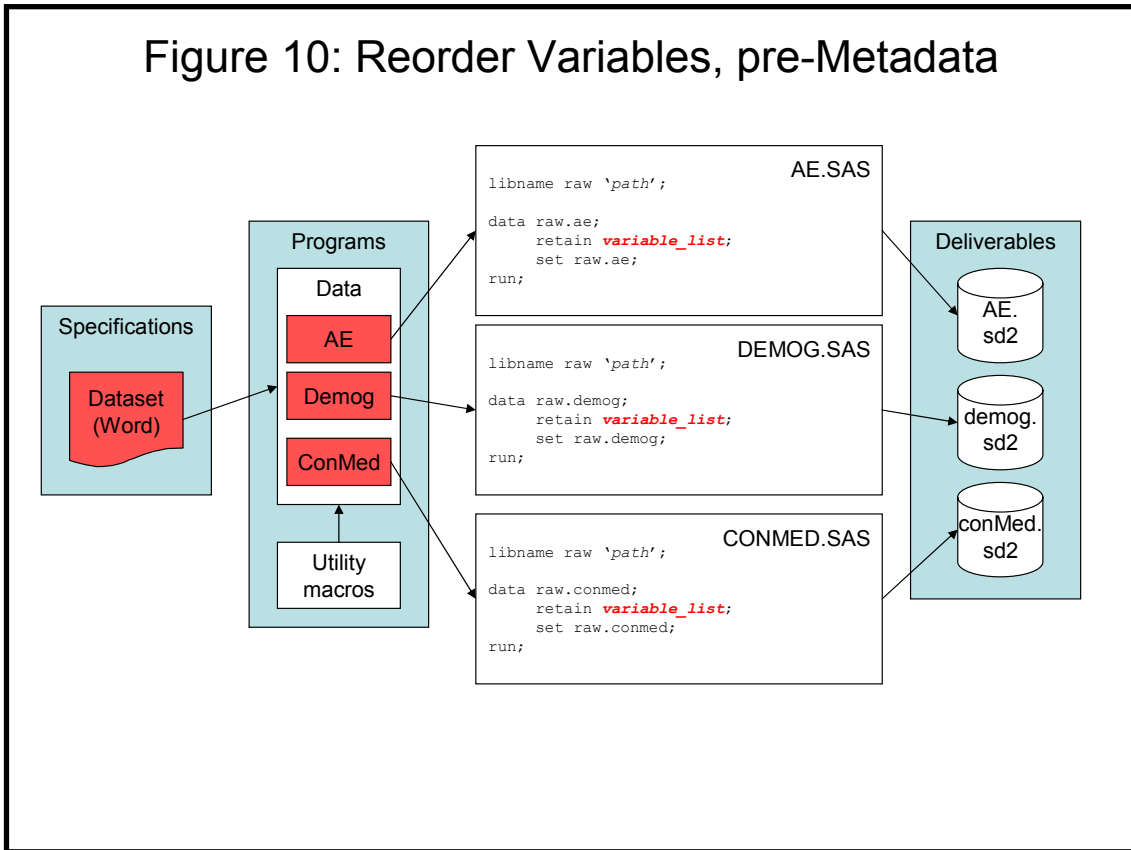 Figure 10: Reorder Variables, pre-Metadata
Specifications
Dataset
(Word)
Programs
Data
AE
Demog
ConMed
Utility
macros
AE.SAS
libname raw ‘path’;
data raw.ae;
retain variable_list;
set raw.ae;
run;
DEMOG.SAS
libname raw ‘path’;
data raw.demog;
retain variable_list;
set raw.demog;
run;
CONMED.SAS
libname raw ‘path’;
data raw.conmed;
retain variable_list;
set raw.conmed;
run;
Deliverables
AE.
sd2
demog.
sd2
conMed.
sd2